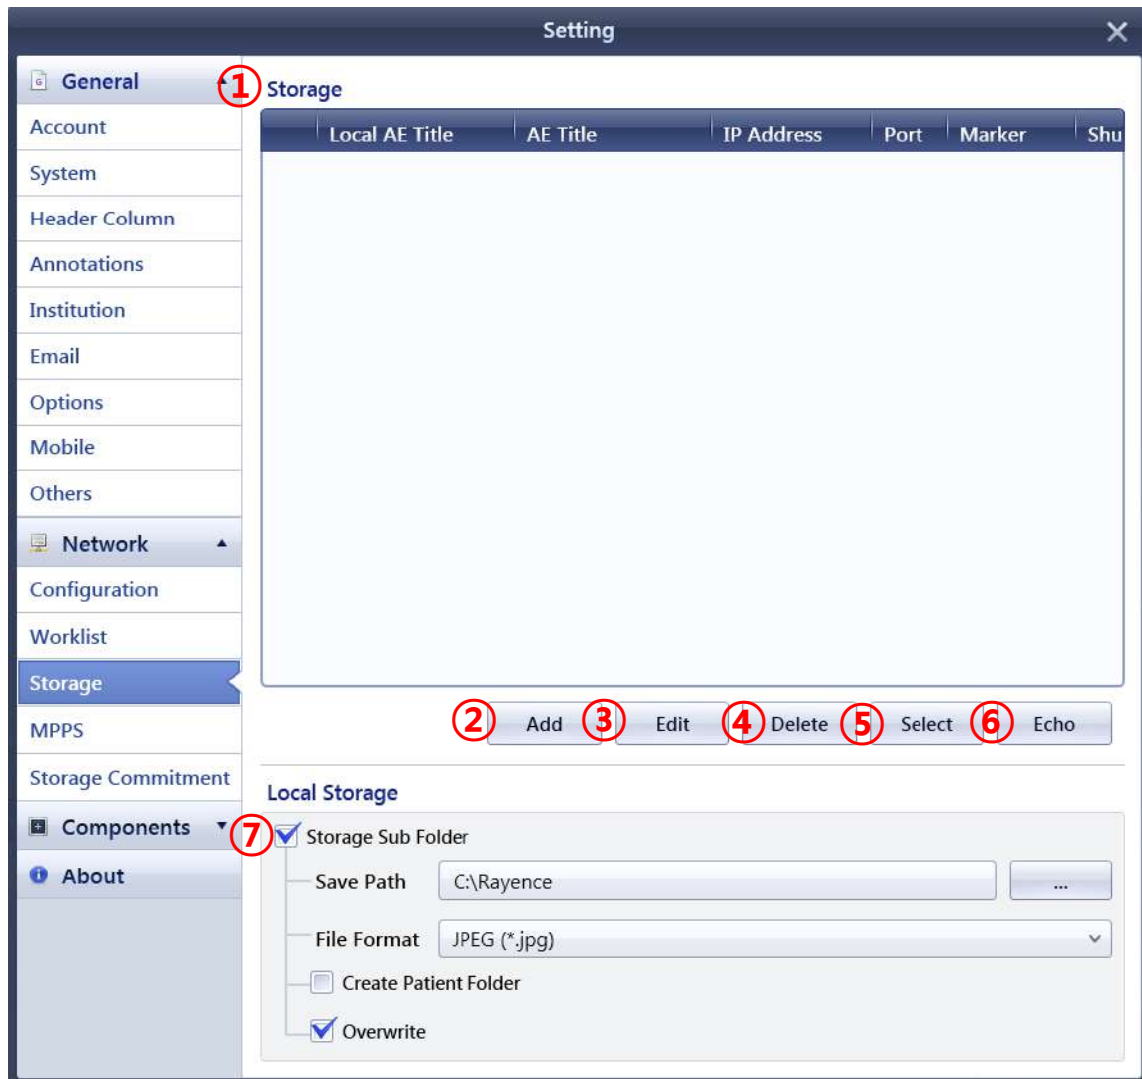 Setting
General
Account
System
Header Column
Annotations
Institution
Email
Options
Mobile
Others
Network
Configuration
Worklist
Storage
MPPS
Storage Commitment
Components
About
① Storage
Local AE Title AE Title IP Address Port Marker Shu
② Add ③ Edit ④ Delete ⑤ Select ⑥ Echo
Local Storage
⑦ Storage Sub Folder
Save Path C:\Rayence ...
File Format JPEG (*.jpg)
Create Patient Folder
Overwrite